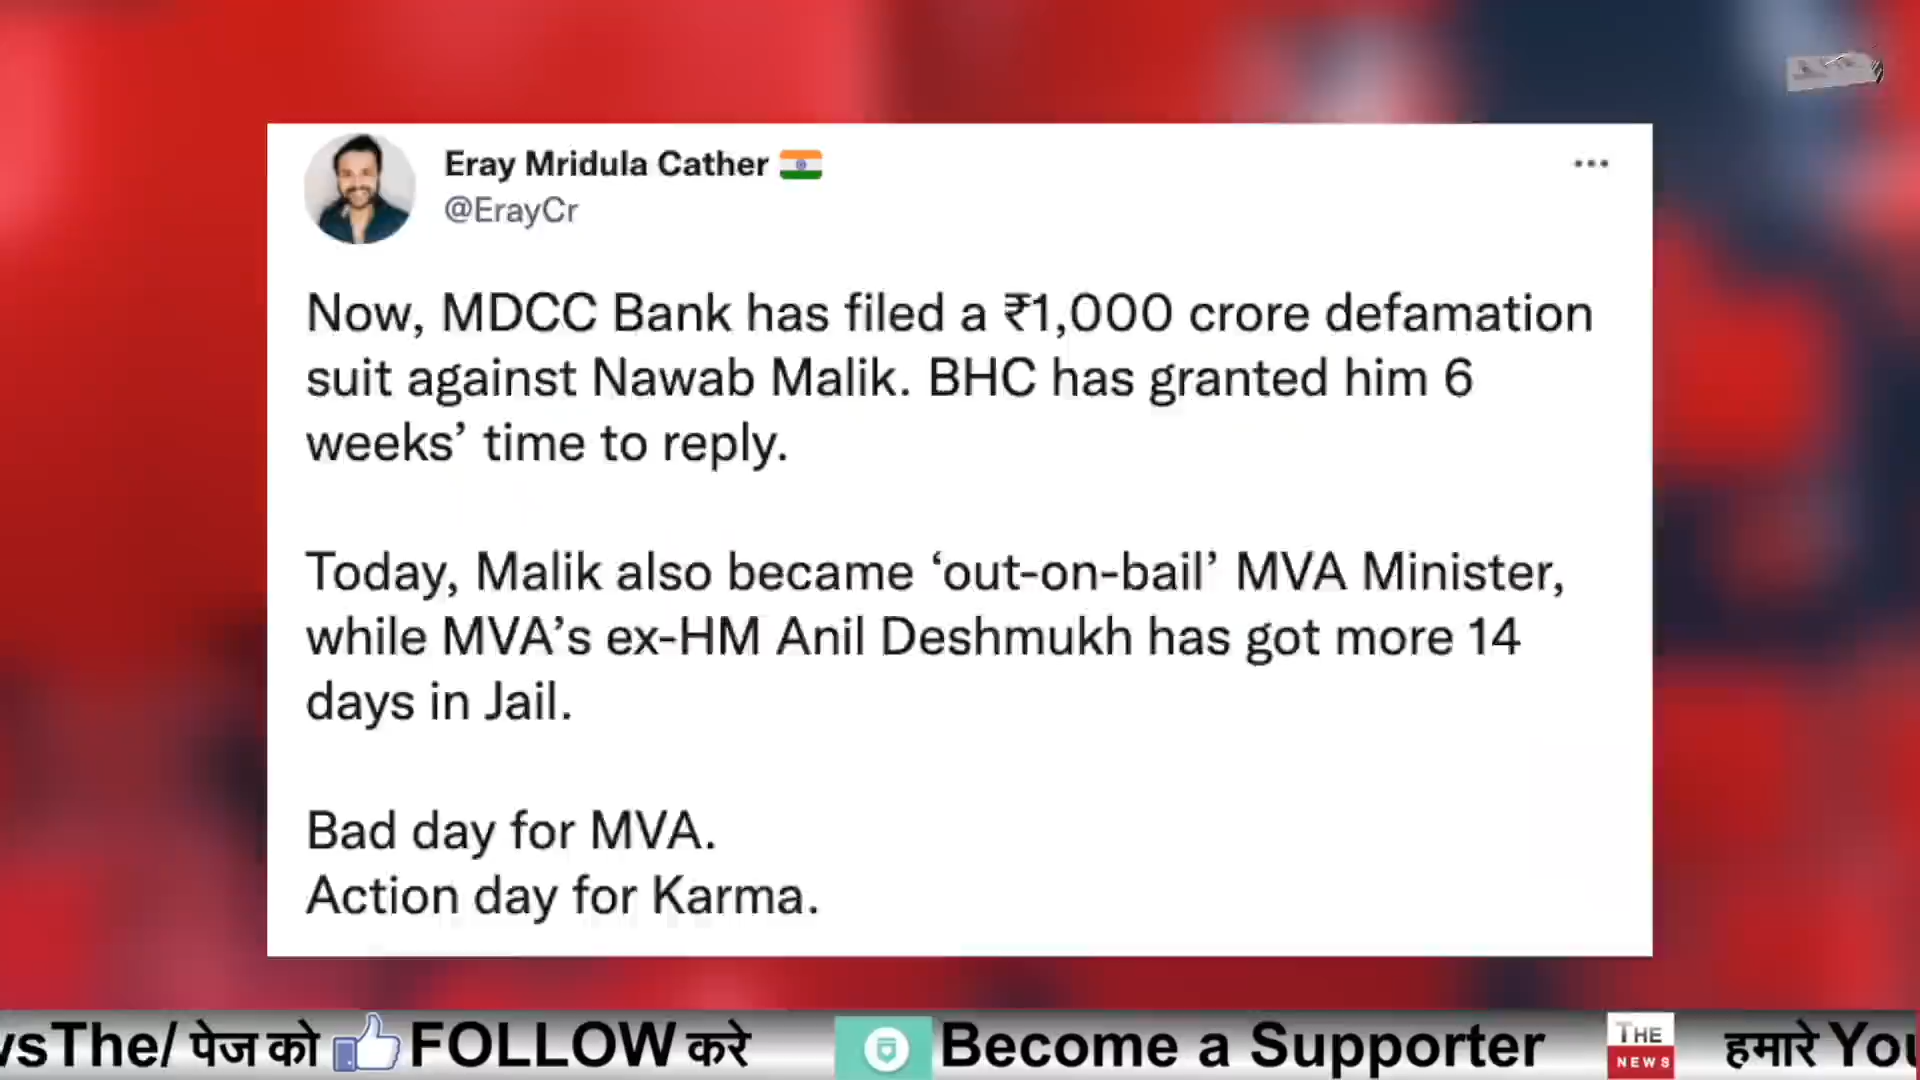 Eray Mridula Cather
@ErayCr
Now, MDCC Bank has filed a ₹1,000 crore defamation
suit against Nawab Malik. BHC has granted him 6
weeks’ time to reply.
Today, Malik also became ‘out-on-bail’ MVA Minister,
while MVA’s ex-HM Anil Deshmukh has got more 14
days in Jail.
Bad day for MVA.
Action day for Karma.
sThe/ पेज को FOLLOW करे Become a Supporter THE NEWS हमारे You